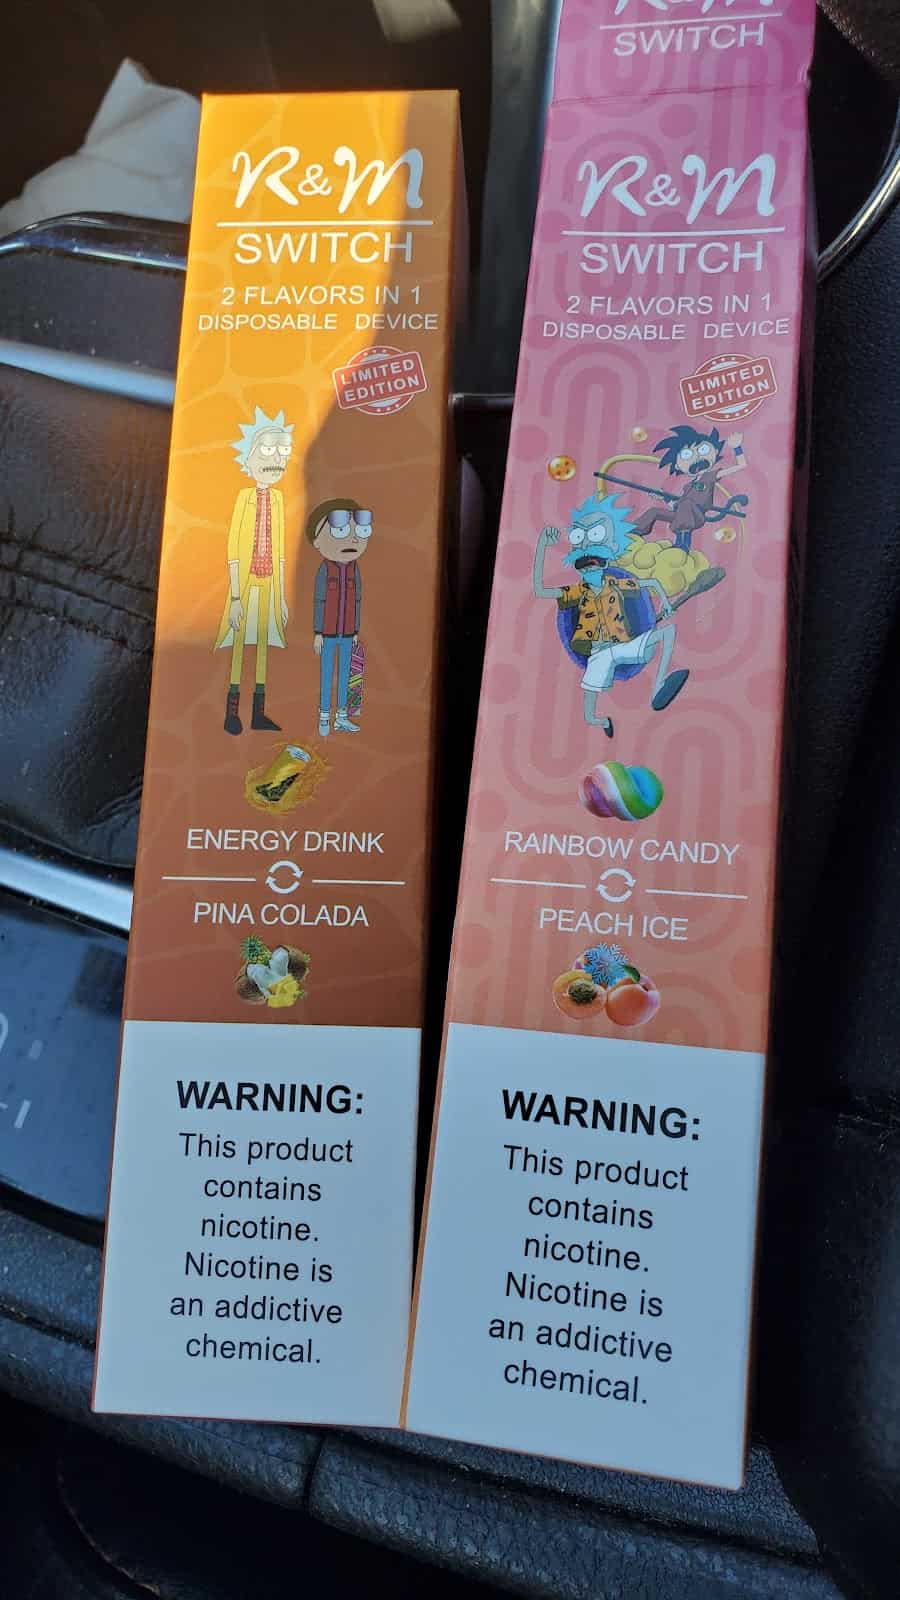 R&M
SWITCH
2 FLAVORS IN 1
DISPOSABLE DEVICE
LIMITED
EDITION
ENERGY DRINK
PINA COLADA
WARNING:
This product
contains
nicotine.
Nicotine is
an addictive
chemical.
R&M
SWITCH
R&M
SWITCH
2 FLAVORS IN 1
DISPOSABLE DEVICE
LIMITED
EDITION
RAINBOW CANDY
PEACH ICE
WARNING:
This product
contains
nicotine.
Nicotine is
an addictive
chemical.